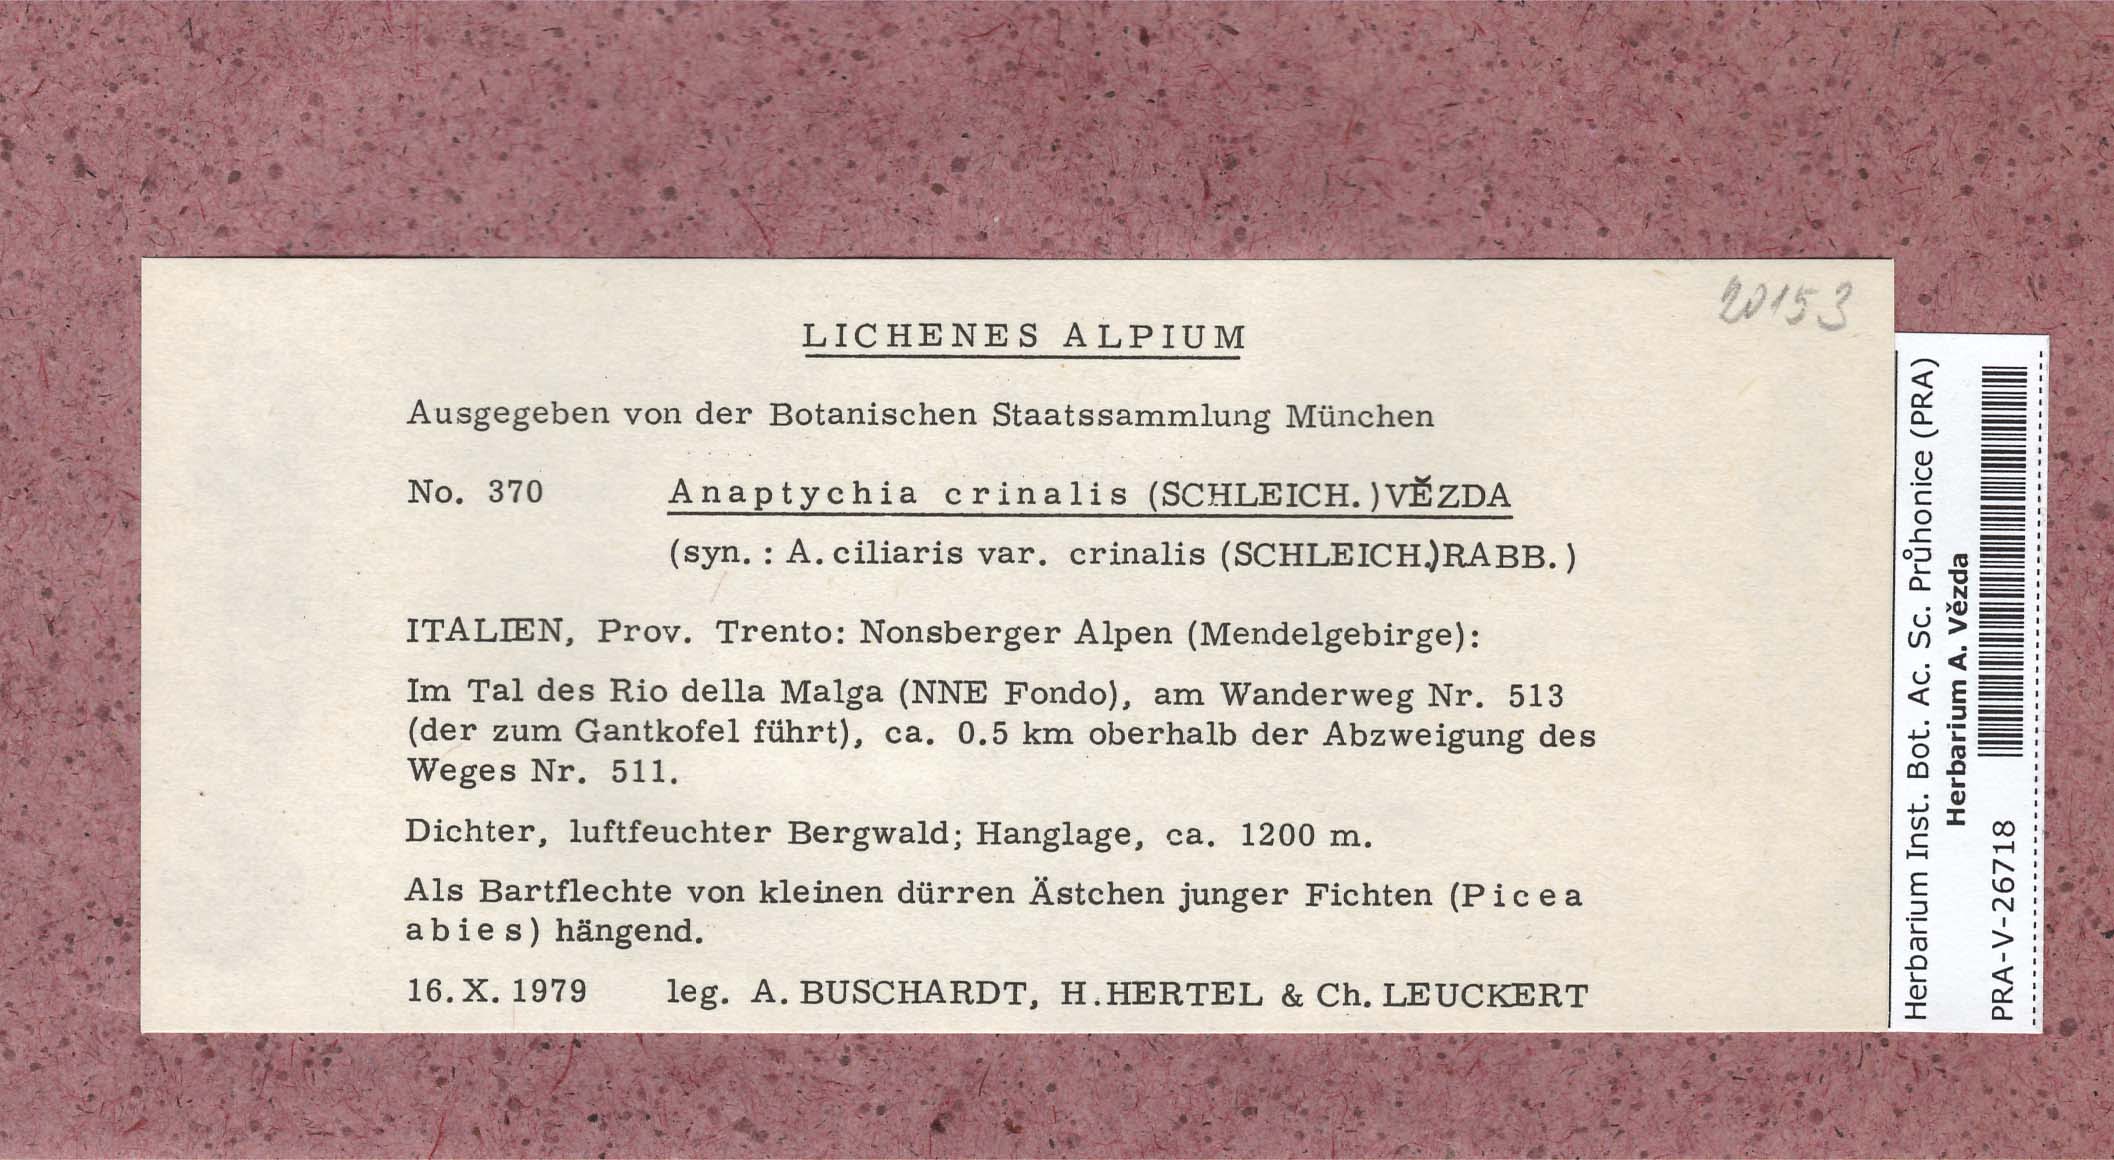 20153
LICHENES ALPIUM
Ausgegeben von der Botanischen Staatssammlung München
No. 370 Anaptychia crinalis (SCHLEICH.)VĚZDA
(syn. : A. ciliaris var. crinalis (SCHLEICH.)RABB. )
ITALIEN, Prov. Trento: Nonsberger Alpen (Mendelgebirge):
Im Tal des Rio della Malga (NNE Fondo), am Wanderweg Nr. 513
(der zum Gantkofel führt), ca. 0.5 km oberhalb der Abzweigung des
Weges Nr. 511.
Dichter, luftfeuchter Bergwald; Hanglage, ca. 1200 m.
Als Bartflechte von kleinen dürren Ästchen junger Fichten (Picea
abies) hängend.
16. X. 1979 leg. A. BUSCHARDT, H. HERTEL & Ch. LEUCKERT
Herbarium Inst. Bot. Ac. Sc. Průhonice (PRA)
Herbarium A. Vězda
PRA-V-26718